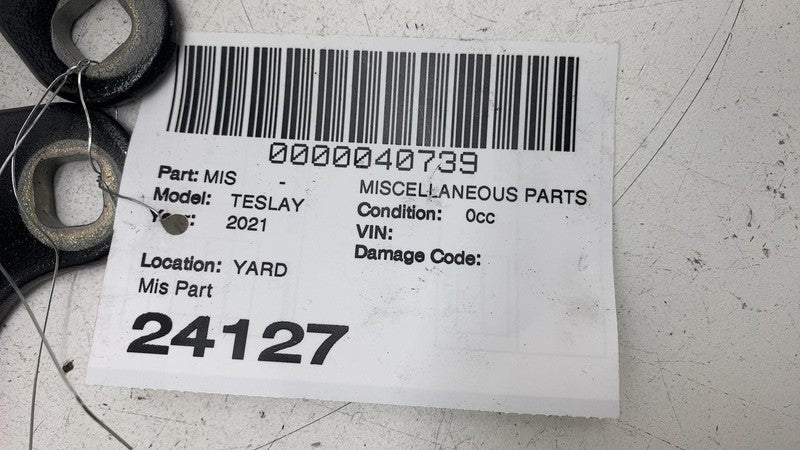 0000040739
Part: MIS - MISCELLANEOUS PARTS
Model: TESLAY Condition: 0cc
2021 VIN:
Damage Code:
Location: YARD
Mis Part
24127